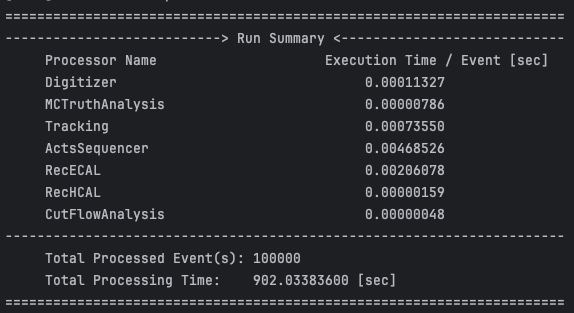 ======================================================================
---------------------------> Run Summary <----------------------------
Processor Name Execution Time / Event [sec]
Digitizer 0.00011327
MCTruthAnalysis 0.00000786
Tracking 0.00073550
ActsSequencer 0.00468526
RecECAL 0.00206078
RecHCAL 0.00000159
CutFlowAnalysis 0.00000048
----------------------------------------------------------------------
Total Processed Event(s): 100000
Total Processing Time: 902.03383600 [sec]
======================================================================